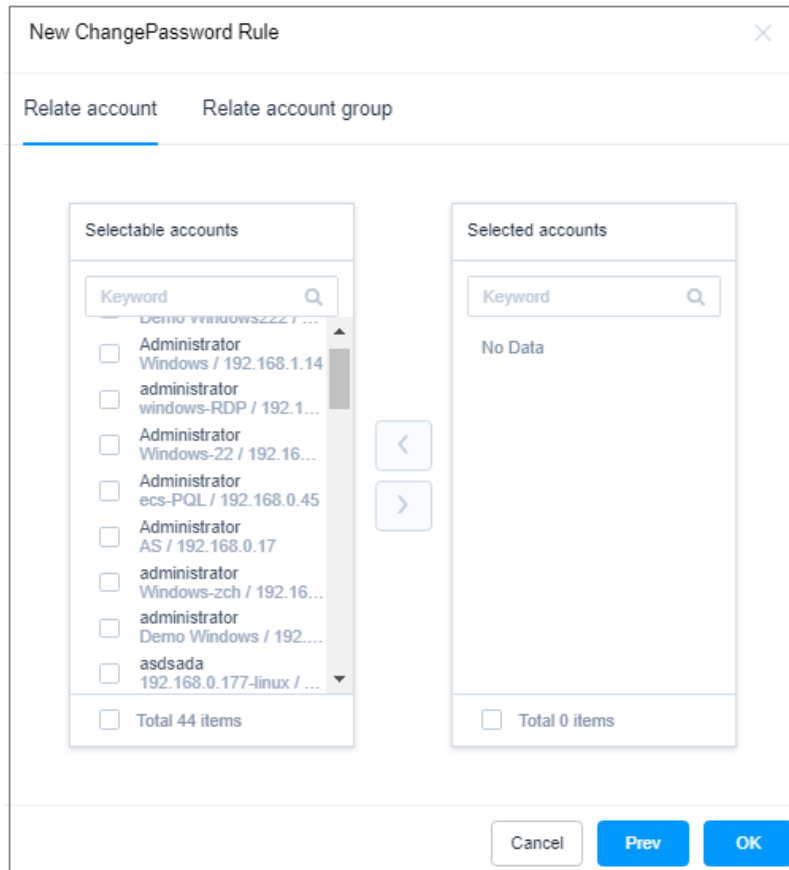 New ChangePassword Rule
Relate account
Relate account group
Selectable accounts
Keyword
Demo Windows222 / ...
Administrator
Windows / 192.168.1.14
administrator
windows-RDP / 192.1...
Administrator
Windows-22 / 192.16...
Administrator
ecs-PQL / 192.168.0.45
Administrator
AS / 192.168.0.17
administrator
Windows-zch / 192.16...
administrator
Demo Windows / 192....
asdsada
192.168.0.177-linux / ...
Total 44 items
Selected accounts
Keyword
No Data
Total 0 items
Cancel
Prev
OK